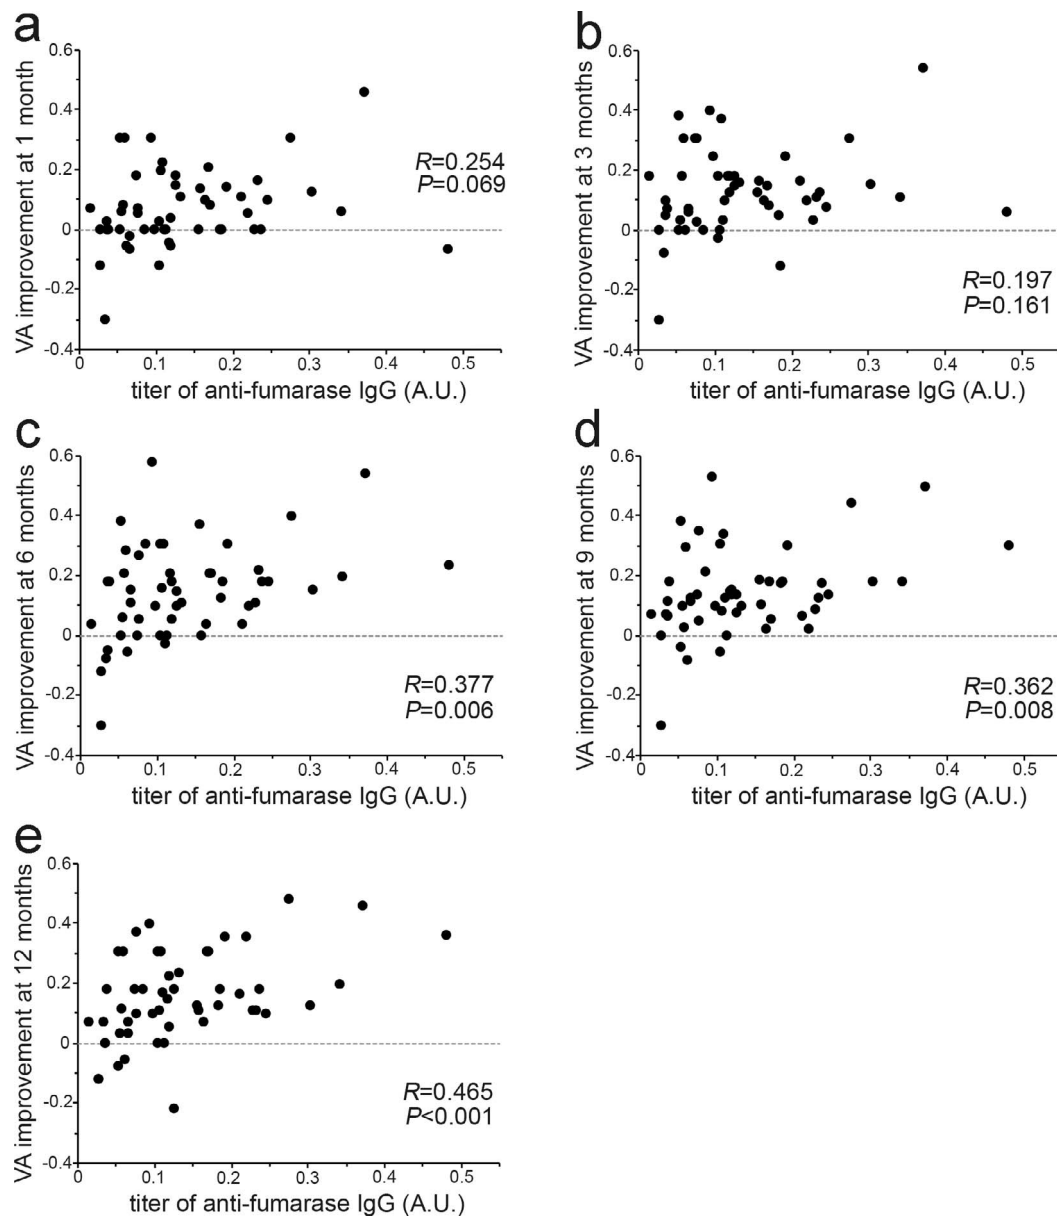 a
VA improvement at 1 month
0.6
0.4
0.2
0
-0.2
-0.4
0
0.1
0.2
0.3
0.4
0.5
titer of anti-fumarase IgG (A.U.)
R=0.254
P=0.069
b
VA improvement at 3 months
0.6
0.4
0.2
0
-0.2
-0.4
0
0.1
0.2
0.3
0.4
0.5
titer of anti-fumarase IgG (A.U.)
R=0.197
P=0.161
c
VA improvement at 6 months
0.6
0.4
0.2
0
-0.2
-0.4
0
0.1
0.2
0.3
0.4
0.5
titer of anti-fumarase IgG (A.U.)
R=0.377
P=0.006
d
VA improvement at 9 months
0.6
0.4
0.2
0
-0.2
-0.4
0
0.1
0.2
0.3
0.4
0.5
titer of anti-fumarase IgG (A.U.)
R=0.362
P=0.008
e
VA improvement at 12 months
0.6
0.4
0.2
0
-0.2
-0.4
0
0.1
0.2
0.3
0.4
0.5
titer of anti-fumarase IgG (A.U.)
R=0.465
P<0.001